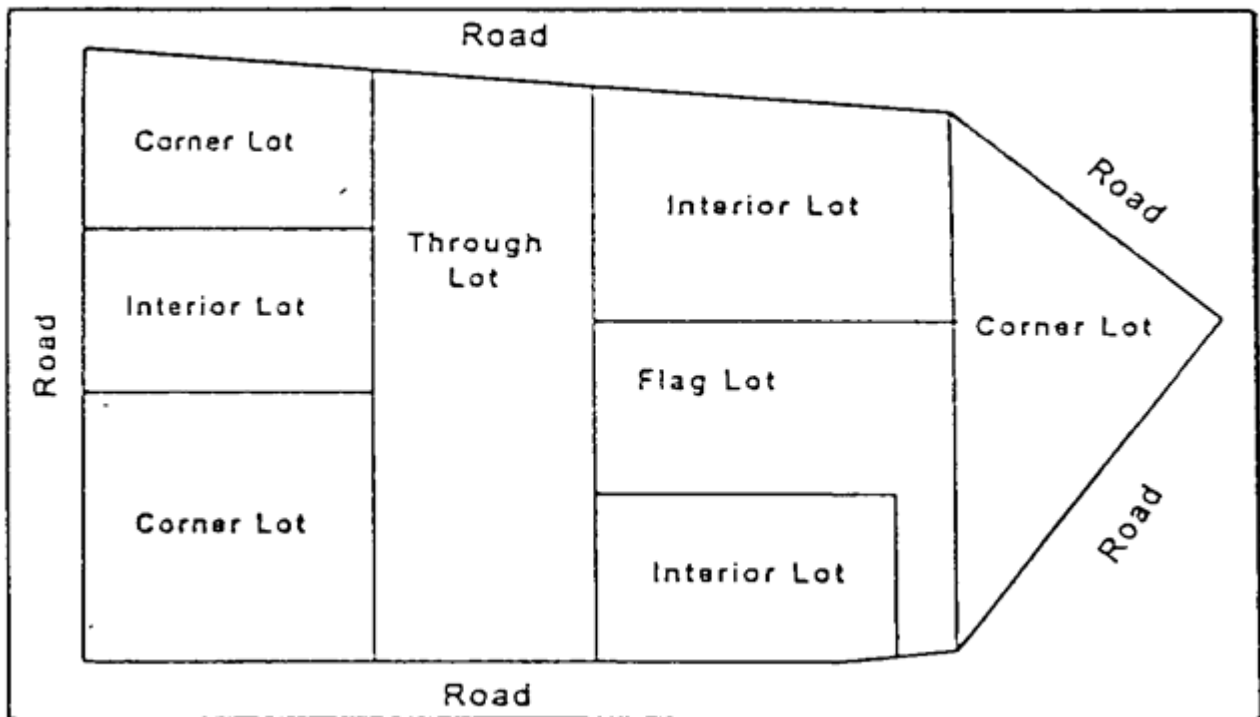 Road
Corner Lot
Road
Interior Lot
Through
Lot
Interior Lot
Road
Corner Lot
Flag Lot
Corner Lot
Interior Lot
Road
Road